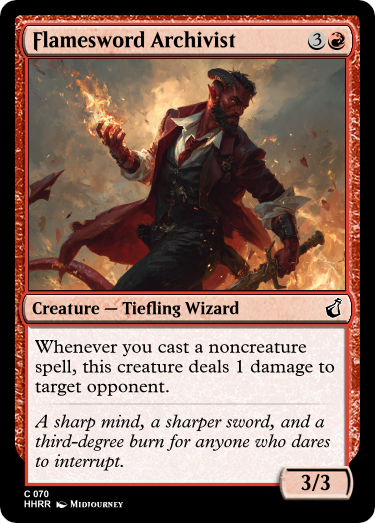 Flamesword Archivist 3
Creature — Tiefling Wizard
Whenever you cast a noncreature
spell, this creature deals 1 damage to
target opponent.
A sharp mind, a sharper sword, and a
third-degree burn for anyone who dares
to interrupt.
3/3
C 070
HHRR Midjourney